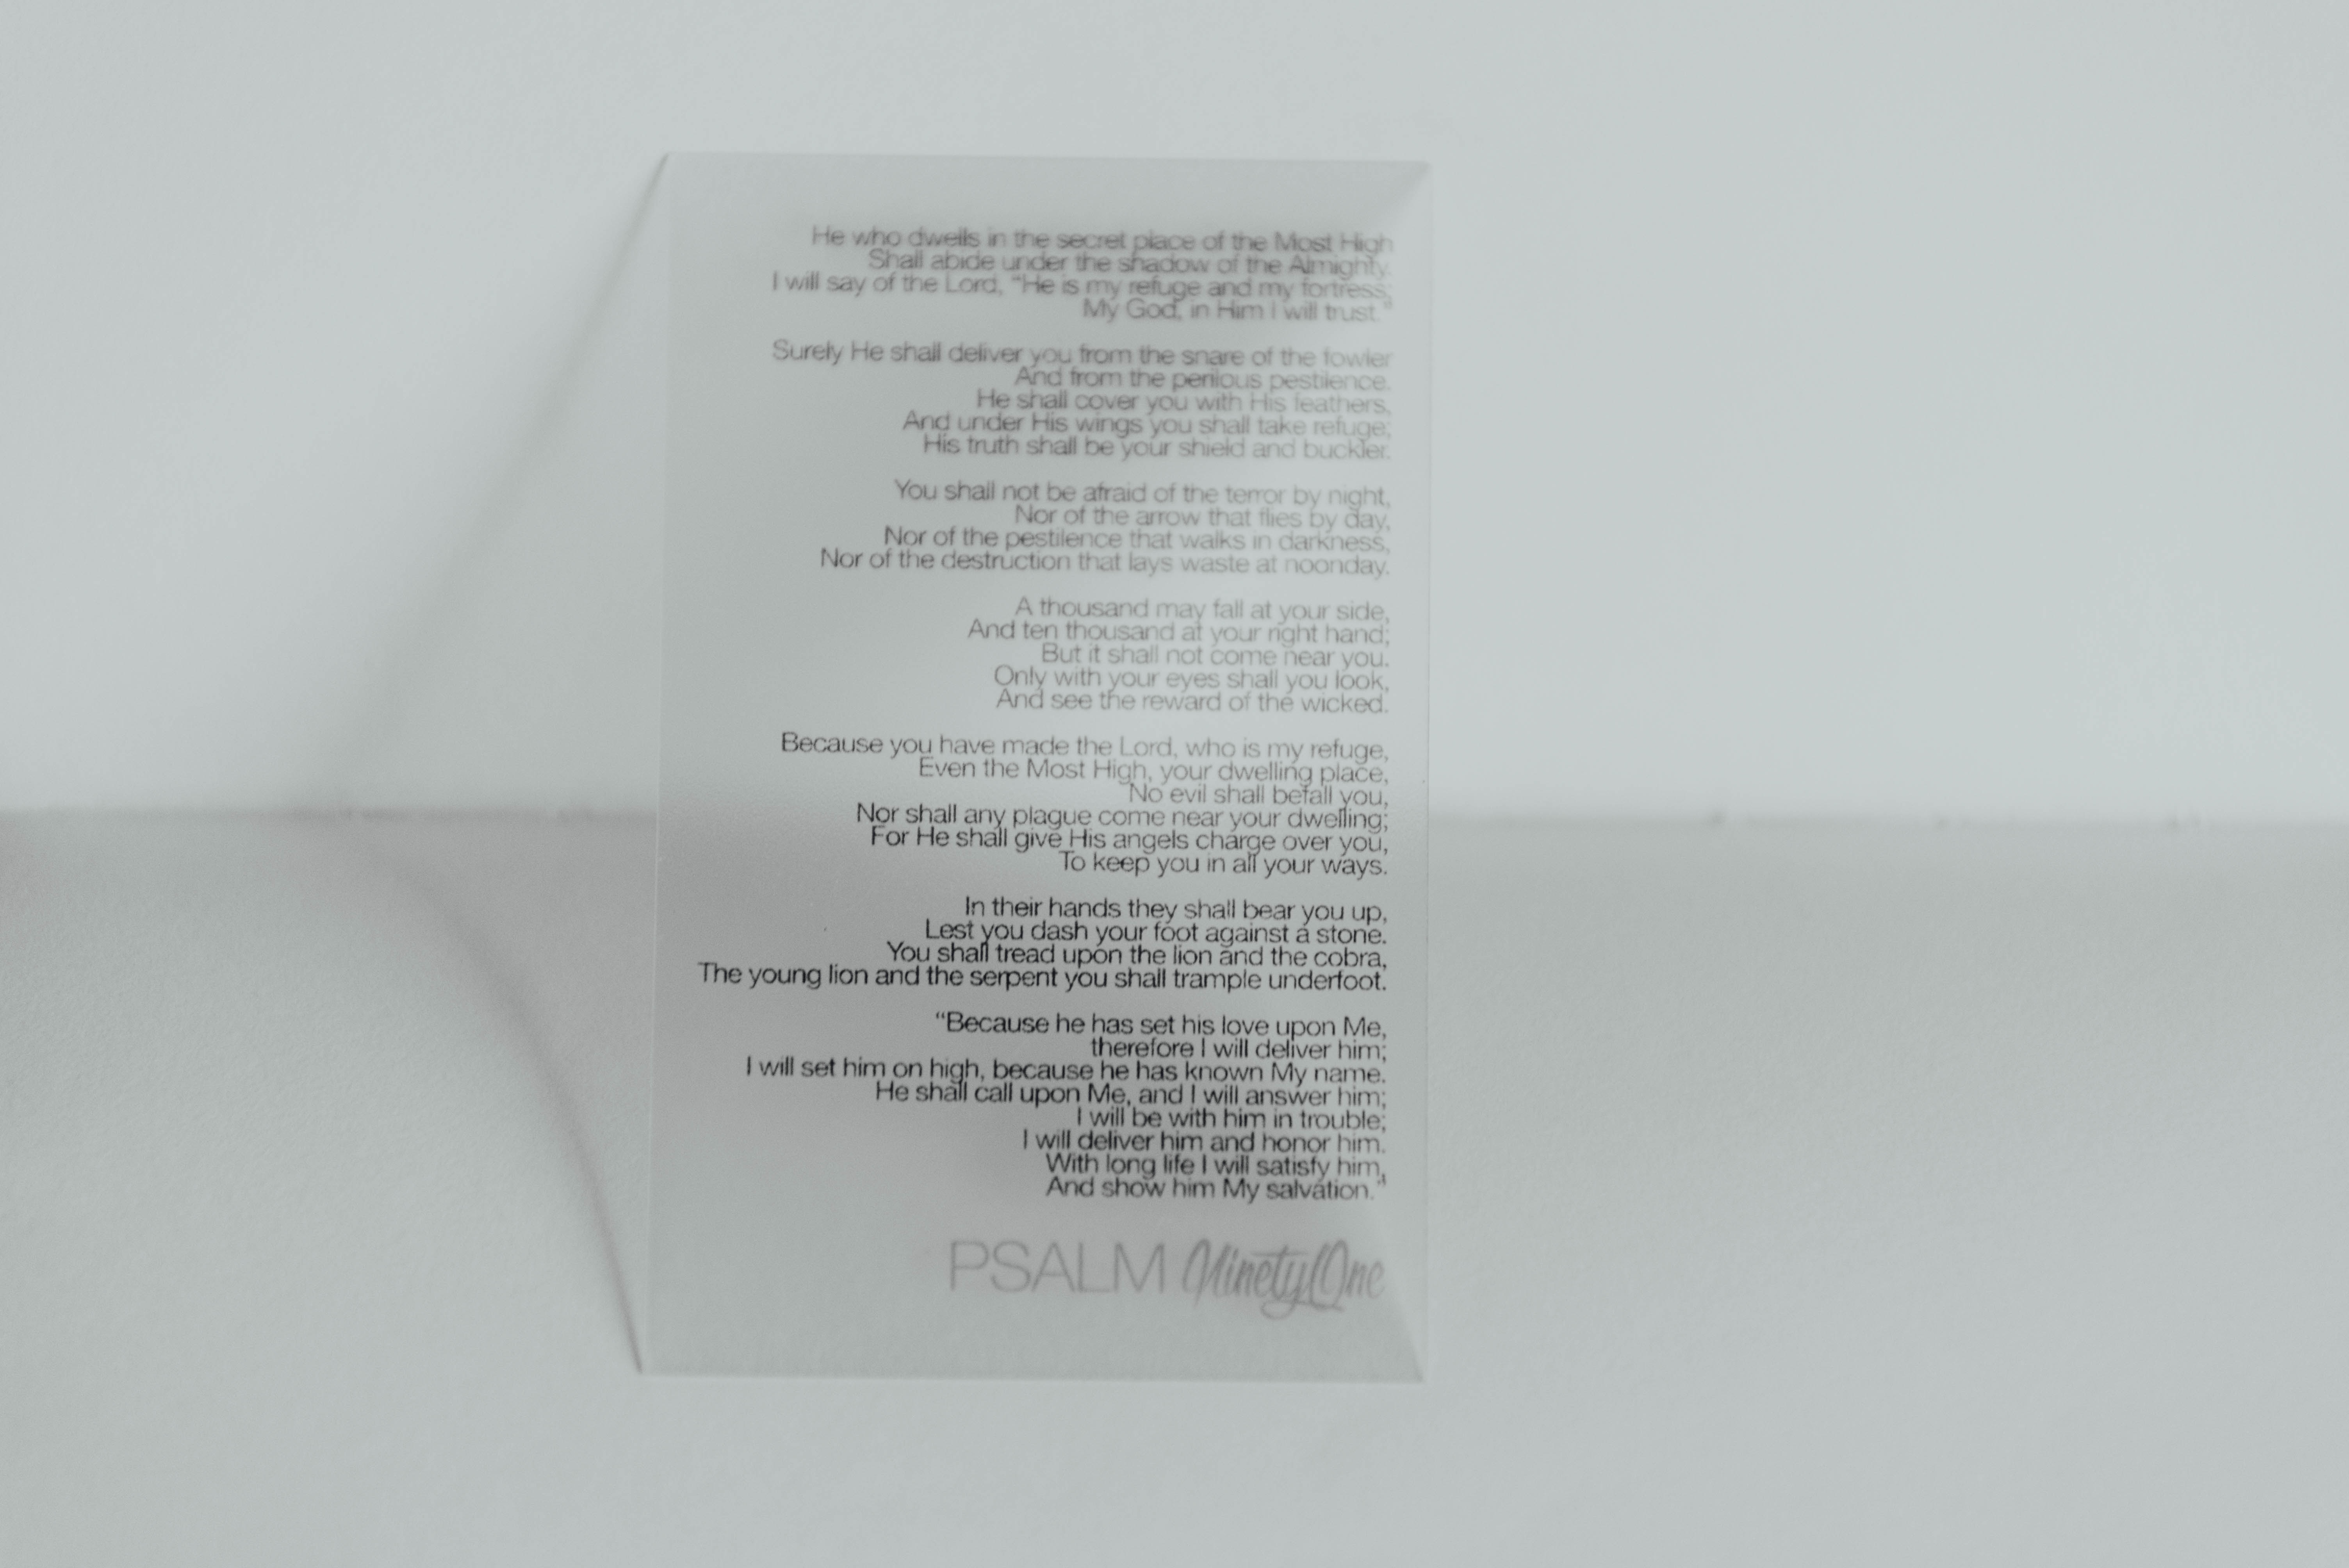 He who dwells in the secret place of the Most High
Shall abide under the shadow of the Almighty.
I will say of the Lord, “He is my refuge and my fortress;
My God, in Him I will trust.”
Surely He shall deliver you from the snare of the fowler
And from the perilous pestilence.
He shall cover you with His feathers,
And under His wings you shall take refuge;
His truth shall be your shield and buckler.
You shall not be afraid of the terror by night,
Nor of the arrow that flies by day,
Nor of the pestilence that walks in darkness,
Nor of the destruction that lays waste at noonday.
A thousand may fall at your side,
And ten thousand at your right hand;
But it shall not come near you.
Only with your eyes shall you look,
And see the reward of the wicked.
Because you have made the Lord, who is my refuge,
Even the Most High, your dwelling place,
No evil shall befall you,
Nor shall any plague come near your dwelling;
For He shall give His angels charge over you,
To keep you in all your ways.
In their hands they shall bear you up,
Lest you dash your foot against a stone.
You shall tread upon the lion and the cobra,
The young lion and the serpent you shall trample underfoot.
“Because he has set his love upon Me,
therefore I will deliver him;
I will set him on high, because he has known My name.
He shall call upon Me, and I will answer him;
I will be with him in trouble;
I will deliver him and honor him.
With long life I will satisfy him,
And show him My salvation.”
PSALM NinetyOne